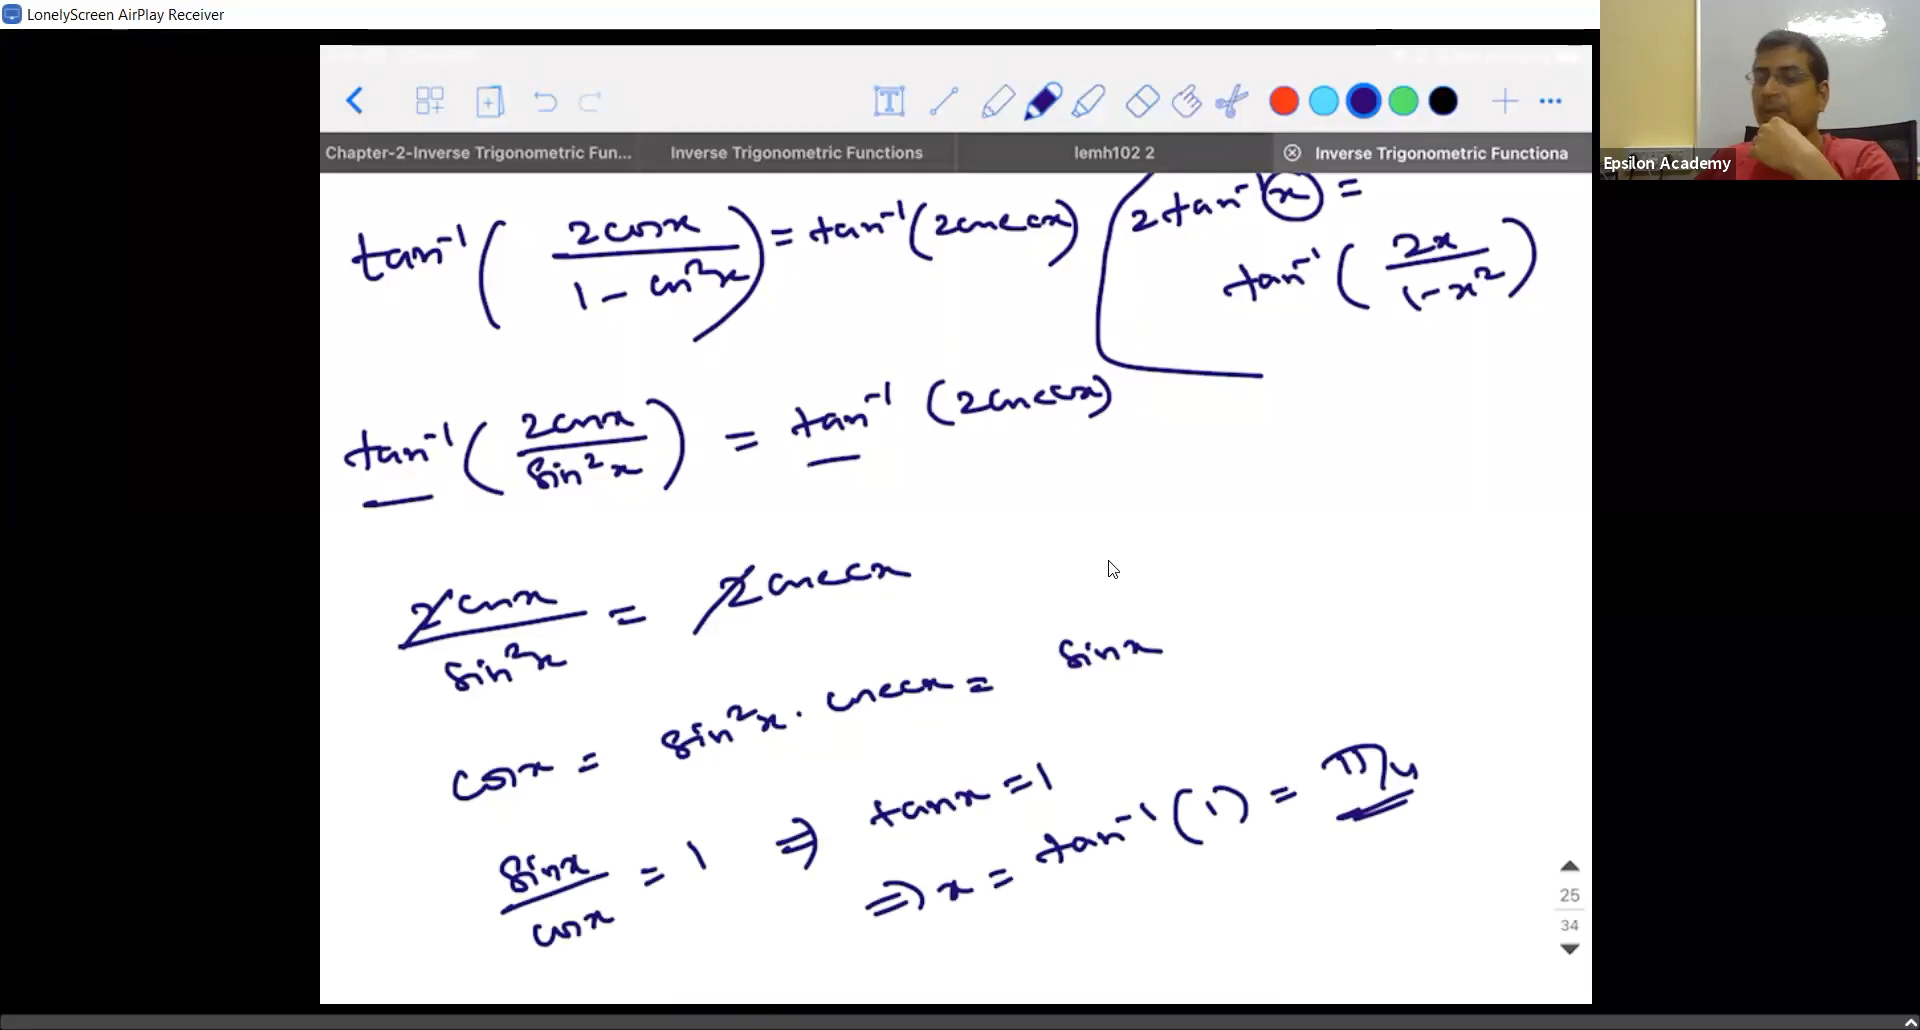 LonelyScreen AirPlay Receiver
Epsilon Academy
Chapter-2-Inverse Trigonometric Fun...
Inverse Trigonometric Functions
lemh102 2
Inverse Trigonometric Functiona
tan⁻¹(2cosx / 1 - cos²x) = tan⁻¹(2cosecx)
2tan⁻¹(x) =
tan⁻¹(2x / 1-x²)
tan⁻¹(2cosx / sin²x) = tan⁻¹(2cosecx)
2cosx / sin²x = 2cosecx
cosx = sin²x · cosecx = sinx
sinx / cosx = 1 ⇒ tanx = 1
⇒ x = tan⁻¹(1) = π/4
25
34